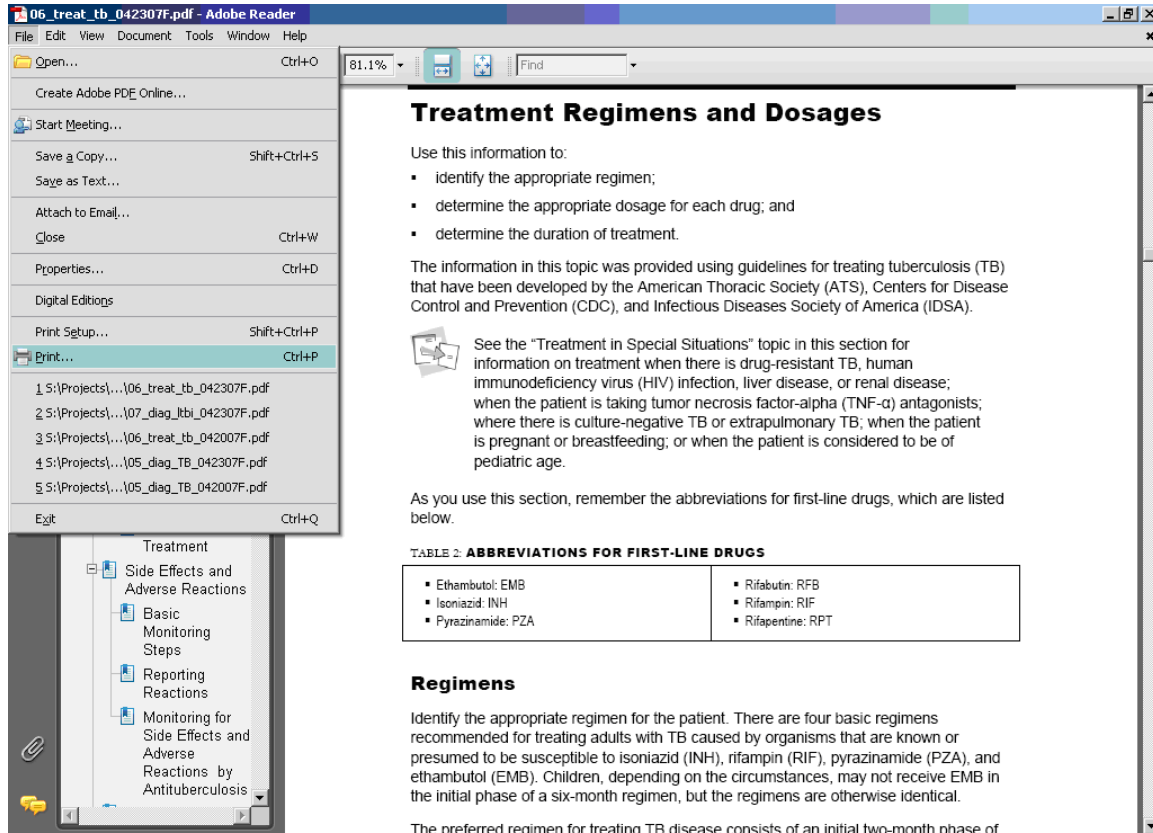 06_treat_tb_042307F.pdf - Adobe Reader
File Edit View Document Tools Window Help
Open... Ctrl+O
Create Adobe PDF Online...
Start Meeting...
Save a Copy... Shift+Ctrl+S
Save as Text...
Attach to Email...
Close Ctrl+W
Properties... Ctrl+D
Digital Editions
Print Setup... Shift+Ctrl+P
Print... Ctrl+P
1 S:\Projects\...\06_treat_tb_042307F.pdf
2 S:\Projects\...\07_diag_ltbi_042307F.pdf
3 S:\Projects\...\06_treat_tb_042007F.pdf
4 S:\Projects\...\05_diag_TB_042307F.pdf
5 S:\Projects\...\05_diag_TB_042007F.pdf
Exit Ctrl+Q
81.1% Find
Treatment
Side Effects and
Adverse Reactions
Basic
Monitoring
Steps
Reporting
Reactions
Monitoring for
Side Effects and
Adverse
Reactions by
Antituberculosis
Treatment Regimens and Dosages
Use this information to:
▪ identify the appropriate regimen;
▪ determine the appropriate dosage for each drug; and
▪ determine the duration of treatment.
The information in this topic was provided using guidelines for treating tuberculosis (TB)
that have been developed by the American Thoracic Society (ATS), Centers for Disease
Control and Prevention (CDC), and Infectious Diseases Society of America (IDSA).
See the “Treatment in Special Situations” topic in this section for
information on treatment when there is drug-resistant TB, human
immunodeficiency virus (HIV) infection, liver disease, or renal disease;
when the patient is taking tumor necrosis factor-alpha (TNF-α) antagonists;
where there is culture-negative TB or extrapulmonary TB; when the patient
is pregnant or breastfeeding; or when the patient is considered to be of
pediatric age.
As you use this section, remember the abbreviations for first-line drugs, which are listed
below.
TABLE 2: ABBREVIATIONS FOR FIRST-LINE DRUGS
▪ Ethambutol: EMB
▪ Isoniazid: INH
▪ Pyrazinamide: PZA
▪ Rifabutin: RFB
▪ Rifampin: RIF
▪ Rifapentine: RPT
Regimens
Identify the appropriate regimen for the patient. There are four basic regimens
recommended for treating adults with TB caused by organisms that are known or
presumed to be susceptible to isoniazid (INH), rifampin (RIF), pyrazinamide (PZA), and
ethambutol (EMB). Children, depending on the circumstances, may not receive EMB in
the initial phase of a six-month regimen, but the regimens are otherwise identical.
The preferred regimen for treating TB disease consists of an initial two-month phase of